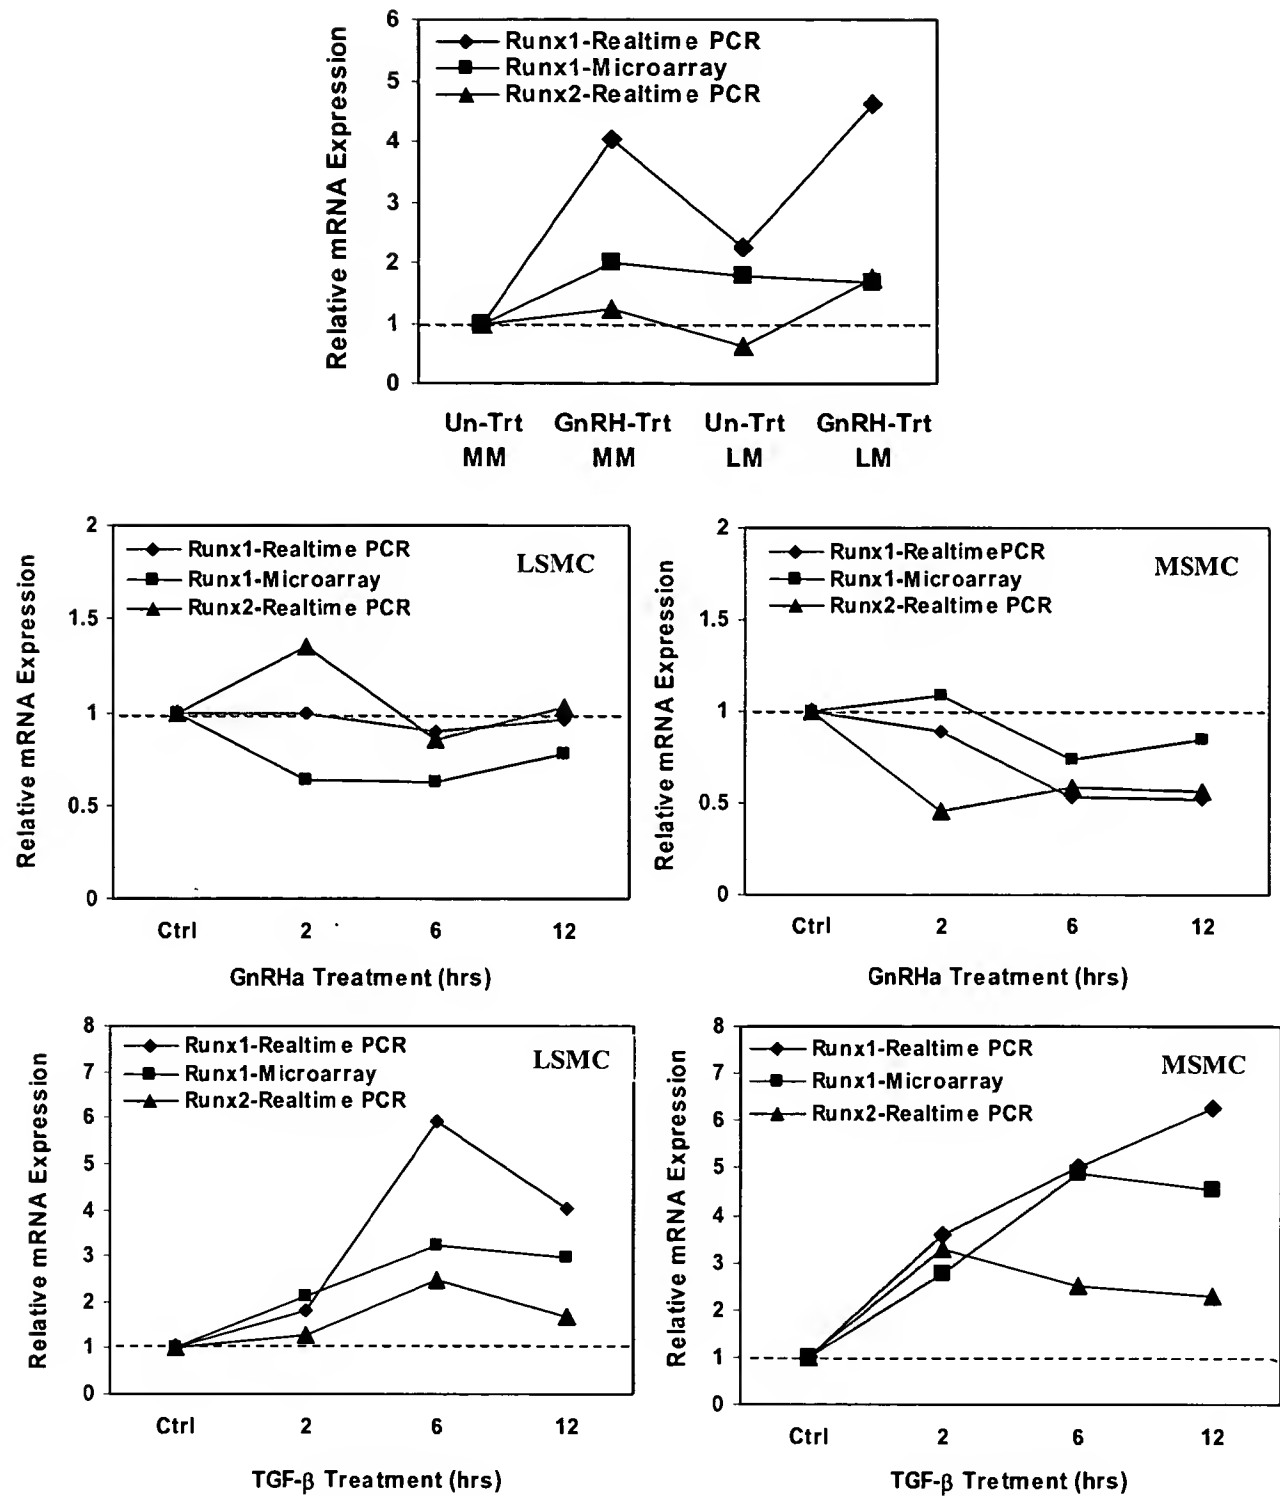 Relative mRNA Expression
6
5
4
3
2
1
0
Runx1-Realtime PCR
Runx1-Microarray
Runx2-Realtime PCR
Un-Trt GnRH-Trt Un-Trt GnRH-Trt
MM MM LM LM
Relative mRNA Expression
2
1.5
1
0.5
0
Runx1-Realtime PCR
Runx1-Microarray
Runx2-Realtime PCR
LSMC
Ctrl 2 6 12
GnRHa Treatment (hrs)
Relative mRNA Expression
2
1.5
1
0.5
0
Runx1-RealtimePCR
Runx1-Microarray
Runx2-Realtime PCR
MSMC
Ctrl 2 6 12
GnRHa Treatment (hrs)
Relative mRNA Expression
8
7
6
5
4
3
2
1
0
Runx1-Realtime PCR
Runx1-Microarray
Runx2-Realtime PCR
LSMC
Ctrl 2 6 12
TGF-β Treatment (hrs)
Relative mRNA Expression
8
7
6
5
4
3
2
1
0
Runx1-Realtime PCR
Runx1-Microarray
Runx2-Realtime PCR
MSMC
Ctrl 2 6 12
TGF-β Tretment (hrs)